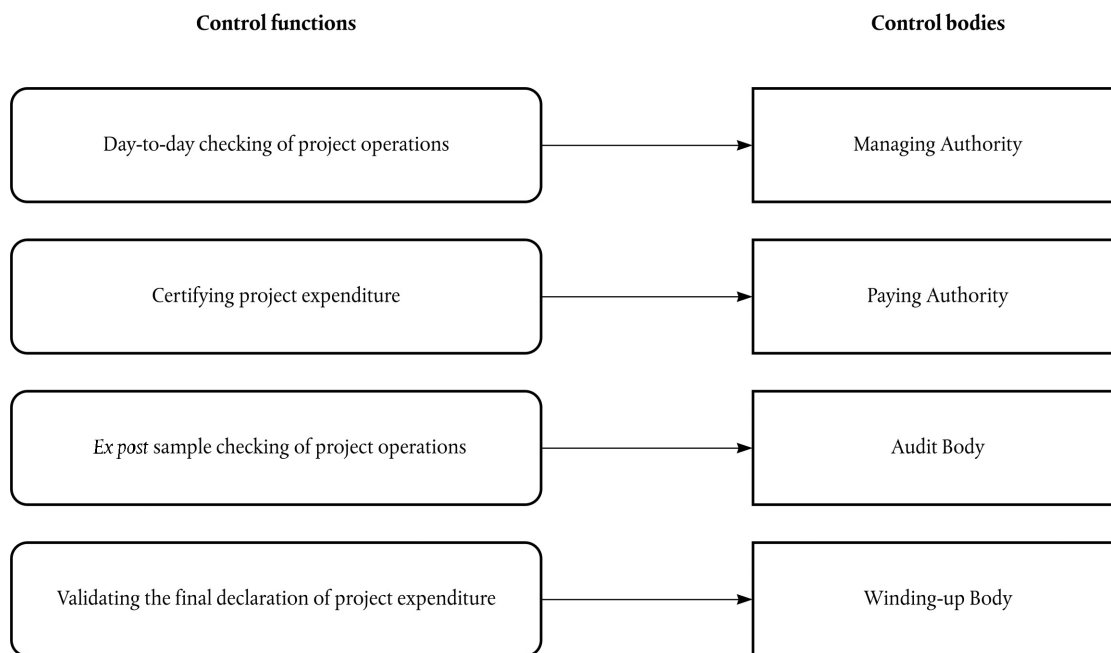 Control functions
Control bodies
Day-to-day checking of project operations
Managing Authority
Certifying project expenditure
Paying Authority
Ex post sample checking of project operations
Audit Body
Validating the final declaration of project expenditure
Winding-up Body